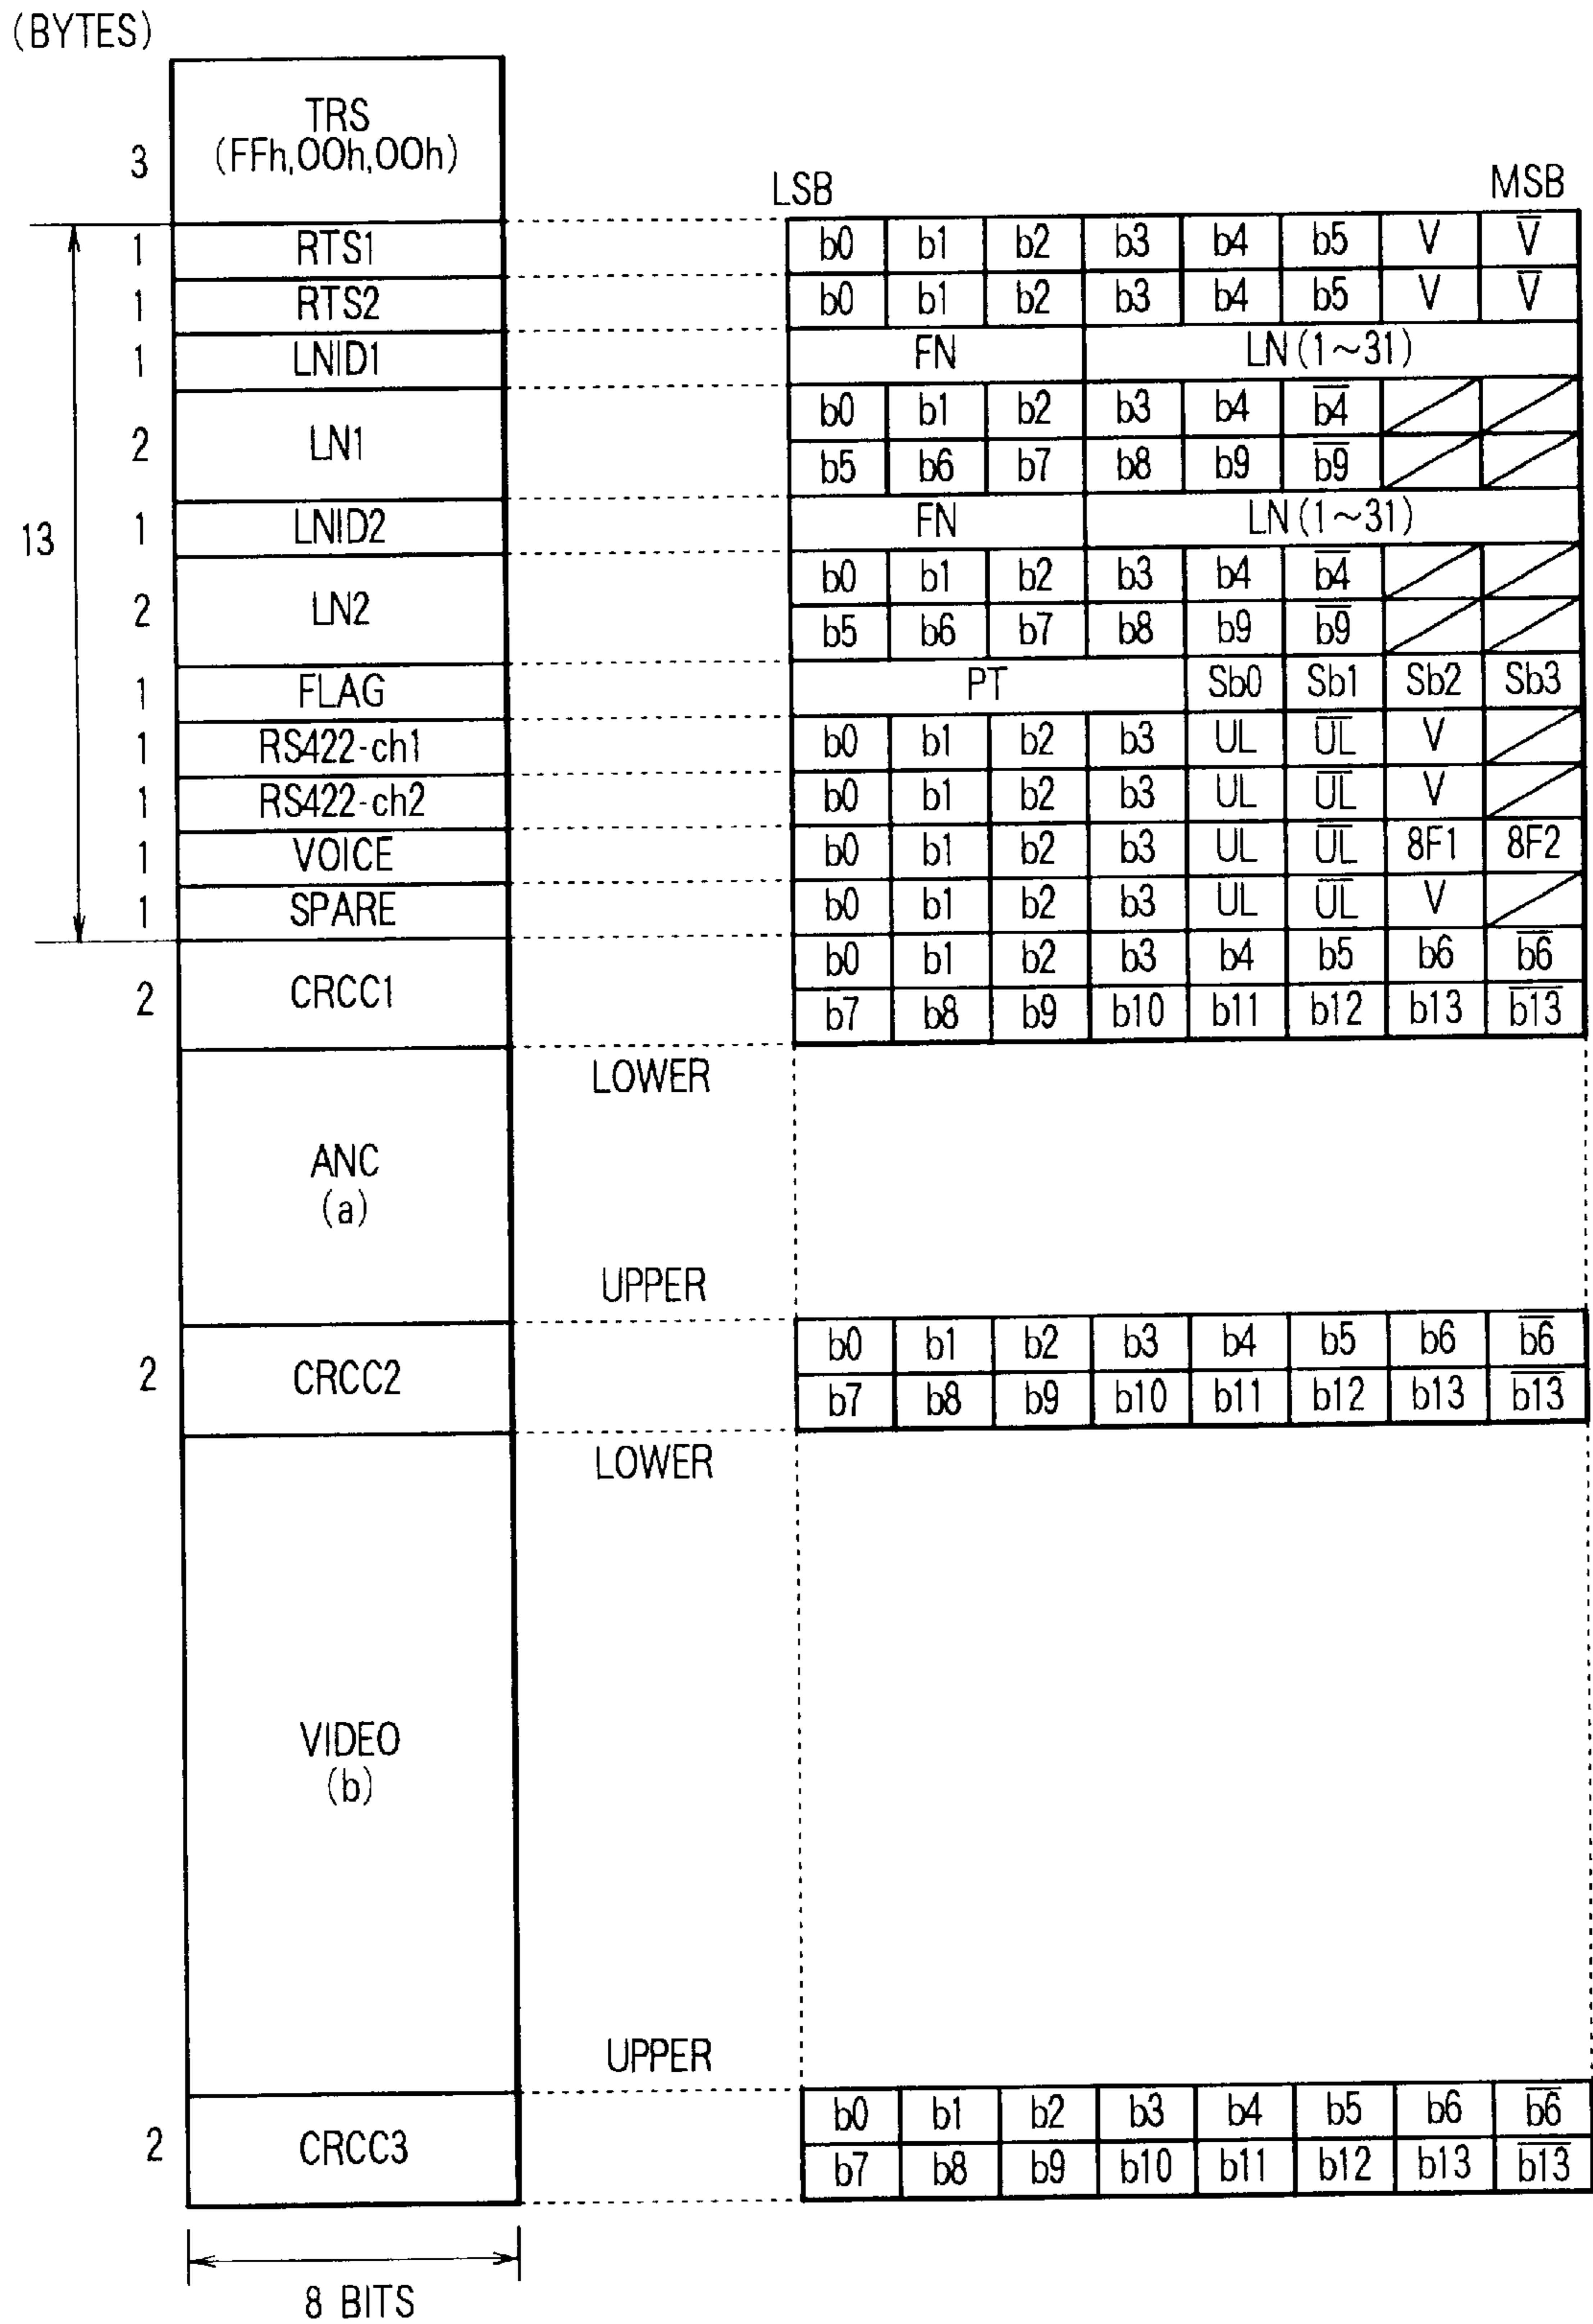 (BYTES)
TRS
3 (FFh,00h,00h)
LSB MSB
1 RTS1 b0 b1 b2 b3 b4 b5 V V̅
1 RTS2 b0 b1 b2 b3 b4 b5 V V̅
1 LNID1 FN LN(1~31)
2 LN1 b0 b1 b2 b3 b4 b̅4̅
b5 b6 b7 b8 b9 b̅9̅
13 1 LNID2 FN LN(1~31)
2 LN2 b0 b1 b2 b3 b4 b̅4̅
b5 b6 b7 b8 b9 b̅9̅
1 FLAG PT Sb0 Sb1 Sb2 Sb3
1 RS422-ch1 b0 b1 b2 b3 UL U̅L̅ V
1 RS422-ch2 b0 b1 b2 b3 UL U̅L̅ V
1 VOICE b0 b1 b2 b3 UL U̅L̅ 8F1 8F2
1 SPARE b0 b1 b2 b3 UL U̅L̅ V
2 CRCC1 b0 b1 b2 b3 b4 b5 b6 b̅6̅
b7 b8 b9 b10 b11 b12 b13 b̅1̅3̅
LOWER
ANC
(a)
UPPER
2 CRCC2 b0 b1 b2 b3 b4 b5 b6 b̅6̅
b7 b8 b9 b10 b11 b12 b13 b̅1̅3̅
LOWER
VIDEO
(b)
UPPER
2 CRCC3 b0 b1 b2 b3 b4 b5 b6 b̅6̅
b7 b8 b9 b10 b11 b12 b13 b̅1̅3̅
8 BITS